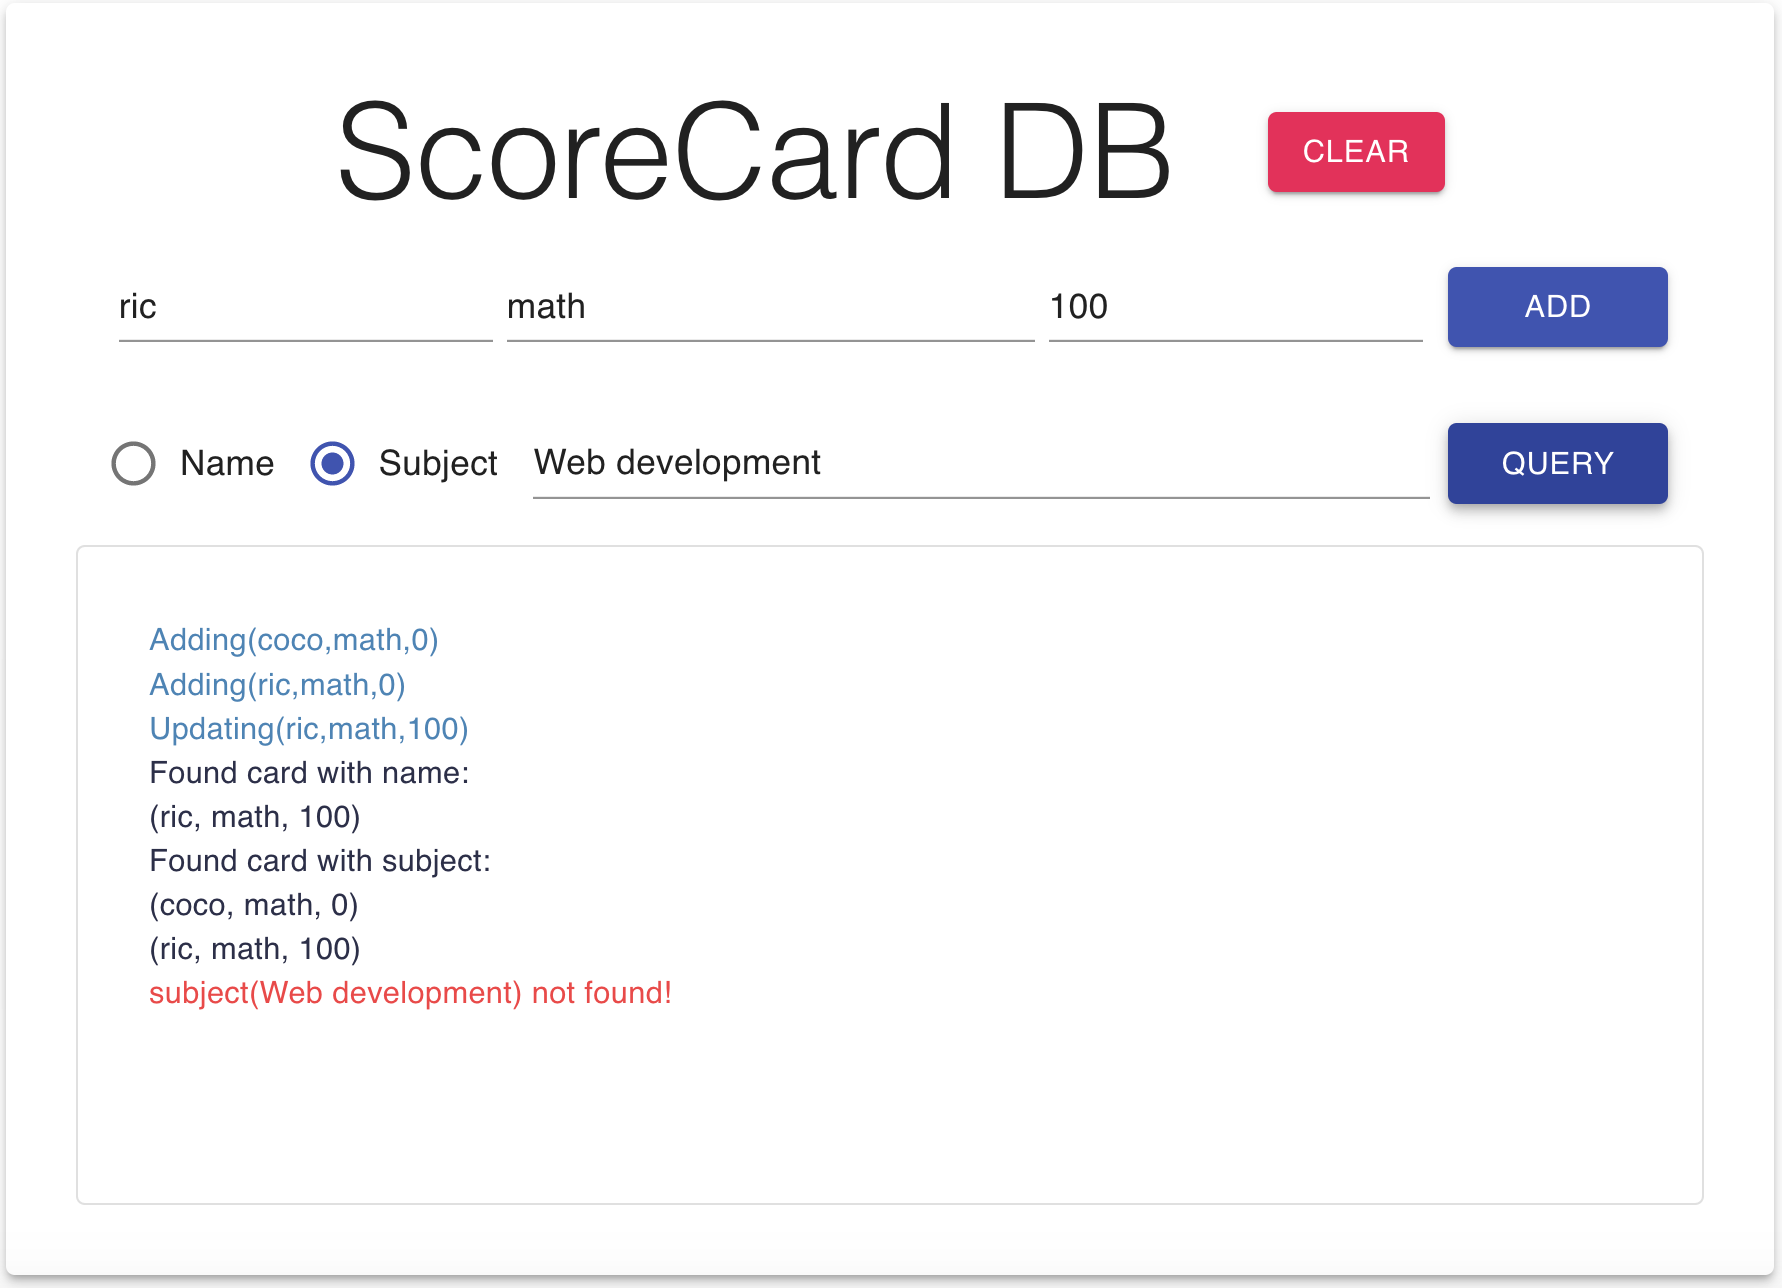 ScoreCard DB CLEAR
ric math 100 ADD
Name Subject Web development QUERY
Adding(coco,math,0)
Adding(ric,math,0)
Updating(ric,math,100)
Found card with name:
(ric, math, 100)
Found card with subject:
(coco, math, 0)
(ric, math, 100)
subject(Web development) not found!